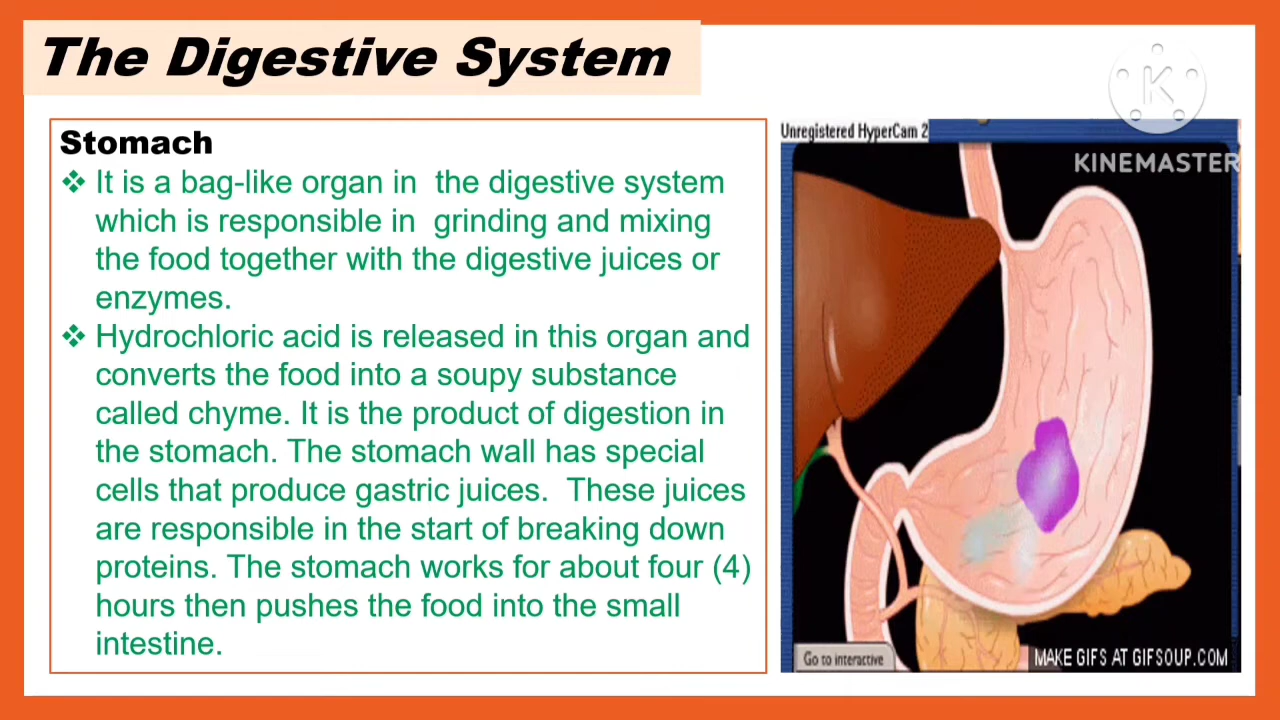 The Digestive System
Stomach
❖ It is a bag-like organ in the digestive system
which is responsible in grinding and mixing
the food together with the digestive juices or
enzymes.
❖ Hydrochloric acid is released in this organ and
converts the food into a soupy substance
called chyme. It is the product of digestion in
the stomach. The stomach wall has special
cells that produce gastric juices. These juices
are responsible in the start of breaking down
proteins. The stomach works for about four (4)
hours then pushes the food into the small
intestine.
K
Unregistered HyperCam 2
KINEMASTER
Go to interactive
MAKE GIFS AT GIFSOUP.COM